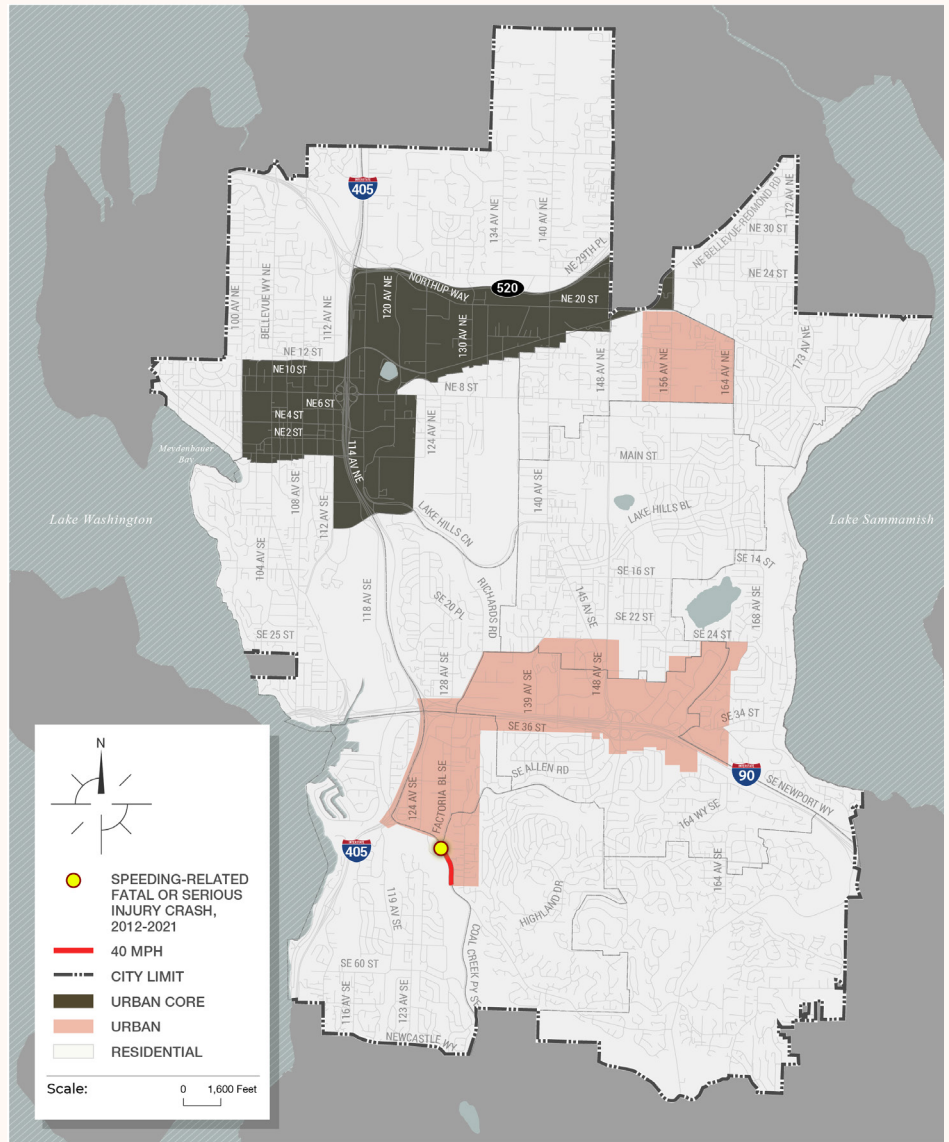 INTERSTATE
405
134 AV NE
140 AV NE
NE 29TH PL
NE BELLEVUE-REDMOND RD
172 AV NE
NE 30 ST
NE 24 ST
100 AV NE
BELLEVUE WY NE
112 AV NE
120 AV NE
NORTHUP WAY
520
NE 20 ST
130 AV NE
NE 12 ST
NE 10 ST
NE 8 ST
NE6 ST
NE4 ST
NE2 ST
148 AV NE
156 AV NE
164 AV NE
173 AV NE
114 AV NE
124 AV NE
MAIN ST
Meydenbauer
Bay
Lake Washington
Lake Sammamish
108 AV SE
112 AV SE
104 AV SE
140 AV SE
LAKE HILLS CN
LAKE HILLS BL
SE 14 ST
SE 16 ST
118 AV SE
SE 20 PL
RICHARDS RD
145 AV SE
SE 22 ST
168 AV SE
SE 25 ST
SE 24 ST
128 AV SE
139 AV SE
148 AV SE
SE 34 ST
SE 36 ST
SE ALLEN RD
INTERSTATE
90
SE NEWPORT WY
124 AV SE
FACTORIA BL SE
164 WY SE
INTERSTATE
405
164 AV SE
119 AV SE
HIGHLAND DR
COAL CREEK PY SE
SE 60 ST
116 AV SE
123 AV SE
NEWCASTLE WY
N
SPEEDING-RELATED
FATAL OR SERIOUS
INJURY CRASH,
2012-2021
40 MPH
CITY LIMIT
URBAN CORE
URBAN
RESIDENTIAL
Scale:
0 1,600 Feet